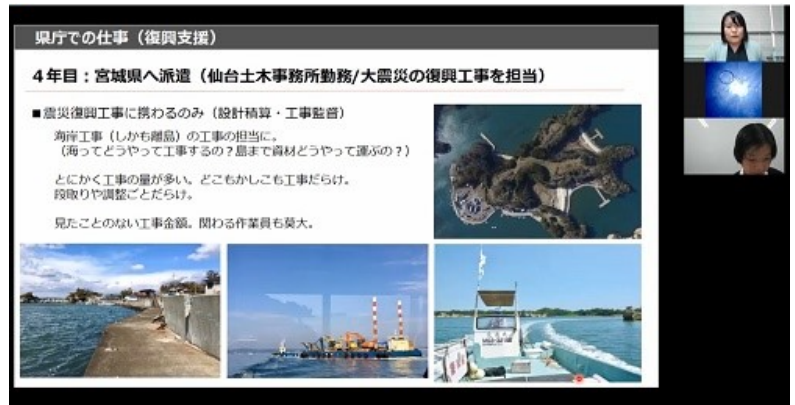 県庁での仕事（復興支援）
４年目：宮城県へ派遣（仙台土木事務所勤務/大震災の復興工事を担当）
■震災復興工事に携わるのみ（設計積算・工事監督）
海岸工事（しかも離島）の工事の担当に。
（海ってどうやって工事するの？島まで資材どうやって運ぶの？）
とにかく工事の量が多い。どこもかしこも工事だらけ。
段取りや調整ごとだらけ。
見たことのない工事金額。関わる作業員も莫大。